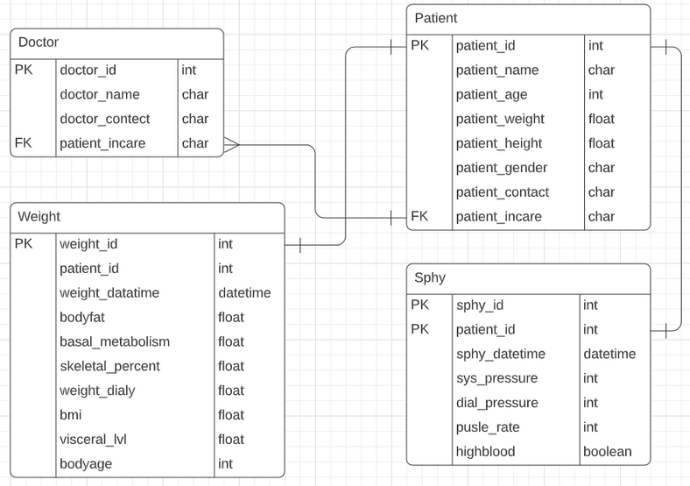 Doctor
PK doctor_id int
doctor_name char
doctor_contect char
FK patient_incare char
Patient
PK patient_id int
patient_name char
patient_age int
patient_weight float
patient_height float
patient_gender char
patient_contact char
FK patient_incare char
Weight
PK weight_id int
patient_id int
weight_datatime datetime
bodyfat float
basal_metabolism float
skeletal_percent float
weight_dialy float
bmi float
visceral_lvl float
bodyage int
Sphy
PK sphy_id int
PK patient_id int
sphy_datetime datetime
sys_pressure int
dial_pressure int
pusle_rate int
highblood boolean